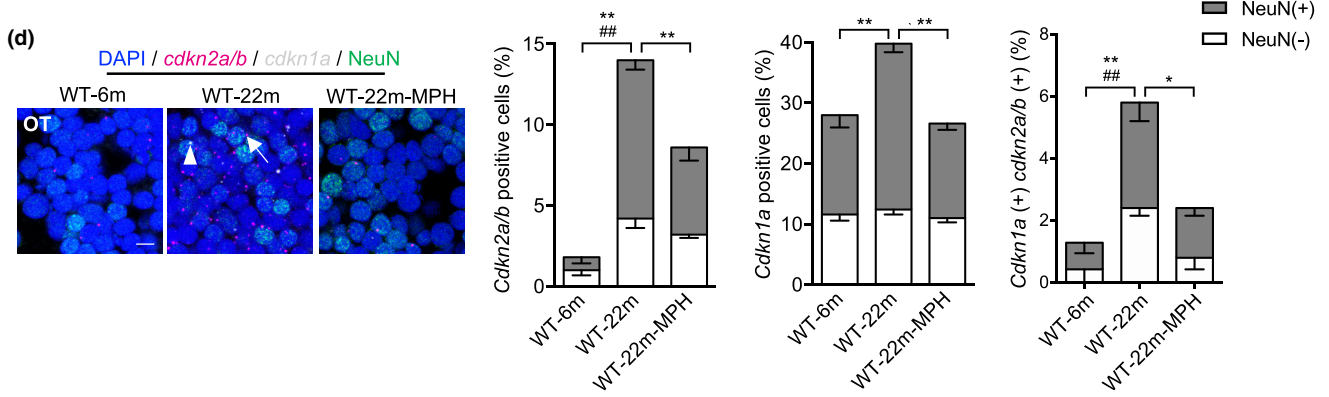 (d)
DAPI / cdkn2a/b / cdkn1a / NeuN
WT-6m WT-22m WT-22m-MPH
OT
Cdkn2a/b positive cells (%)
15
10
5
0
**
##
**
WT-6m
WT-22m
WT-22m-MPH
Cdkn1a positive cells (%)
40
30
20
10
0
**
**
WT-6m
WT-22m
WT-22m-MPH
Cdkn1a (+) cdkn2a/b (+) (%)
8
6
4
2
0
**
##
*
WT-6m
WT-22m
WT-22m-MPH
NeuN(+)
NeuN(-)